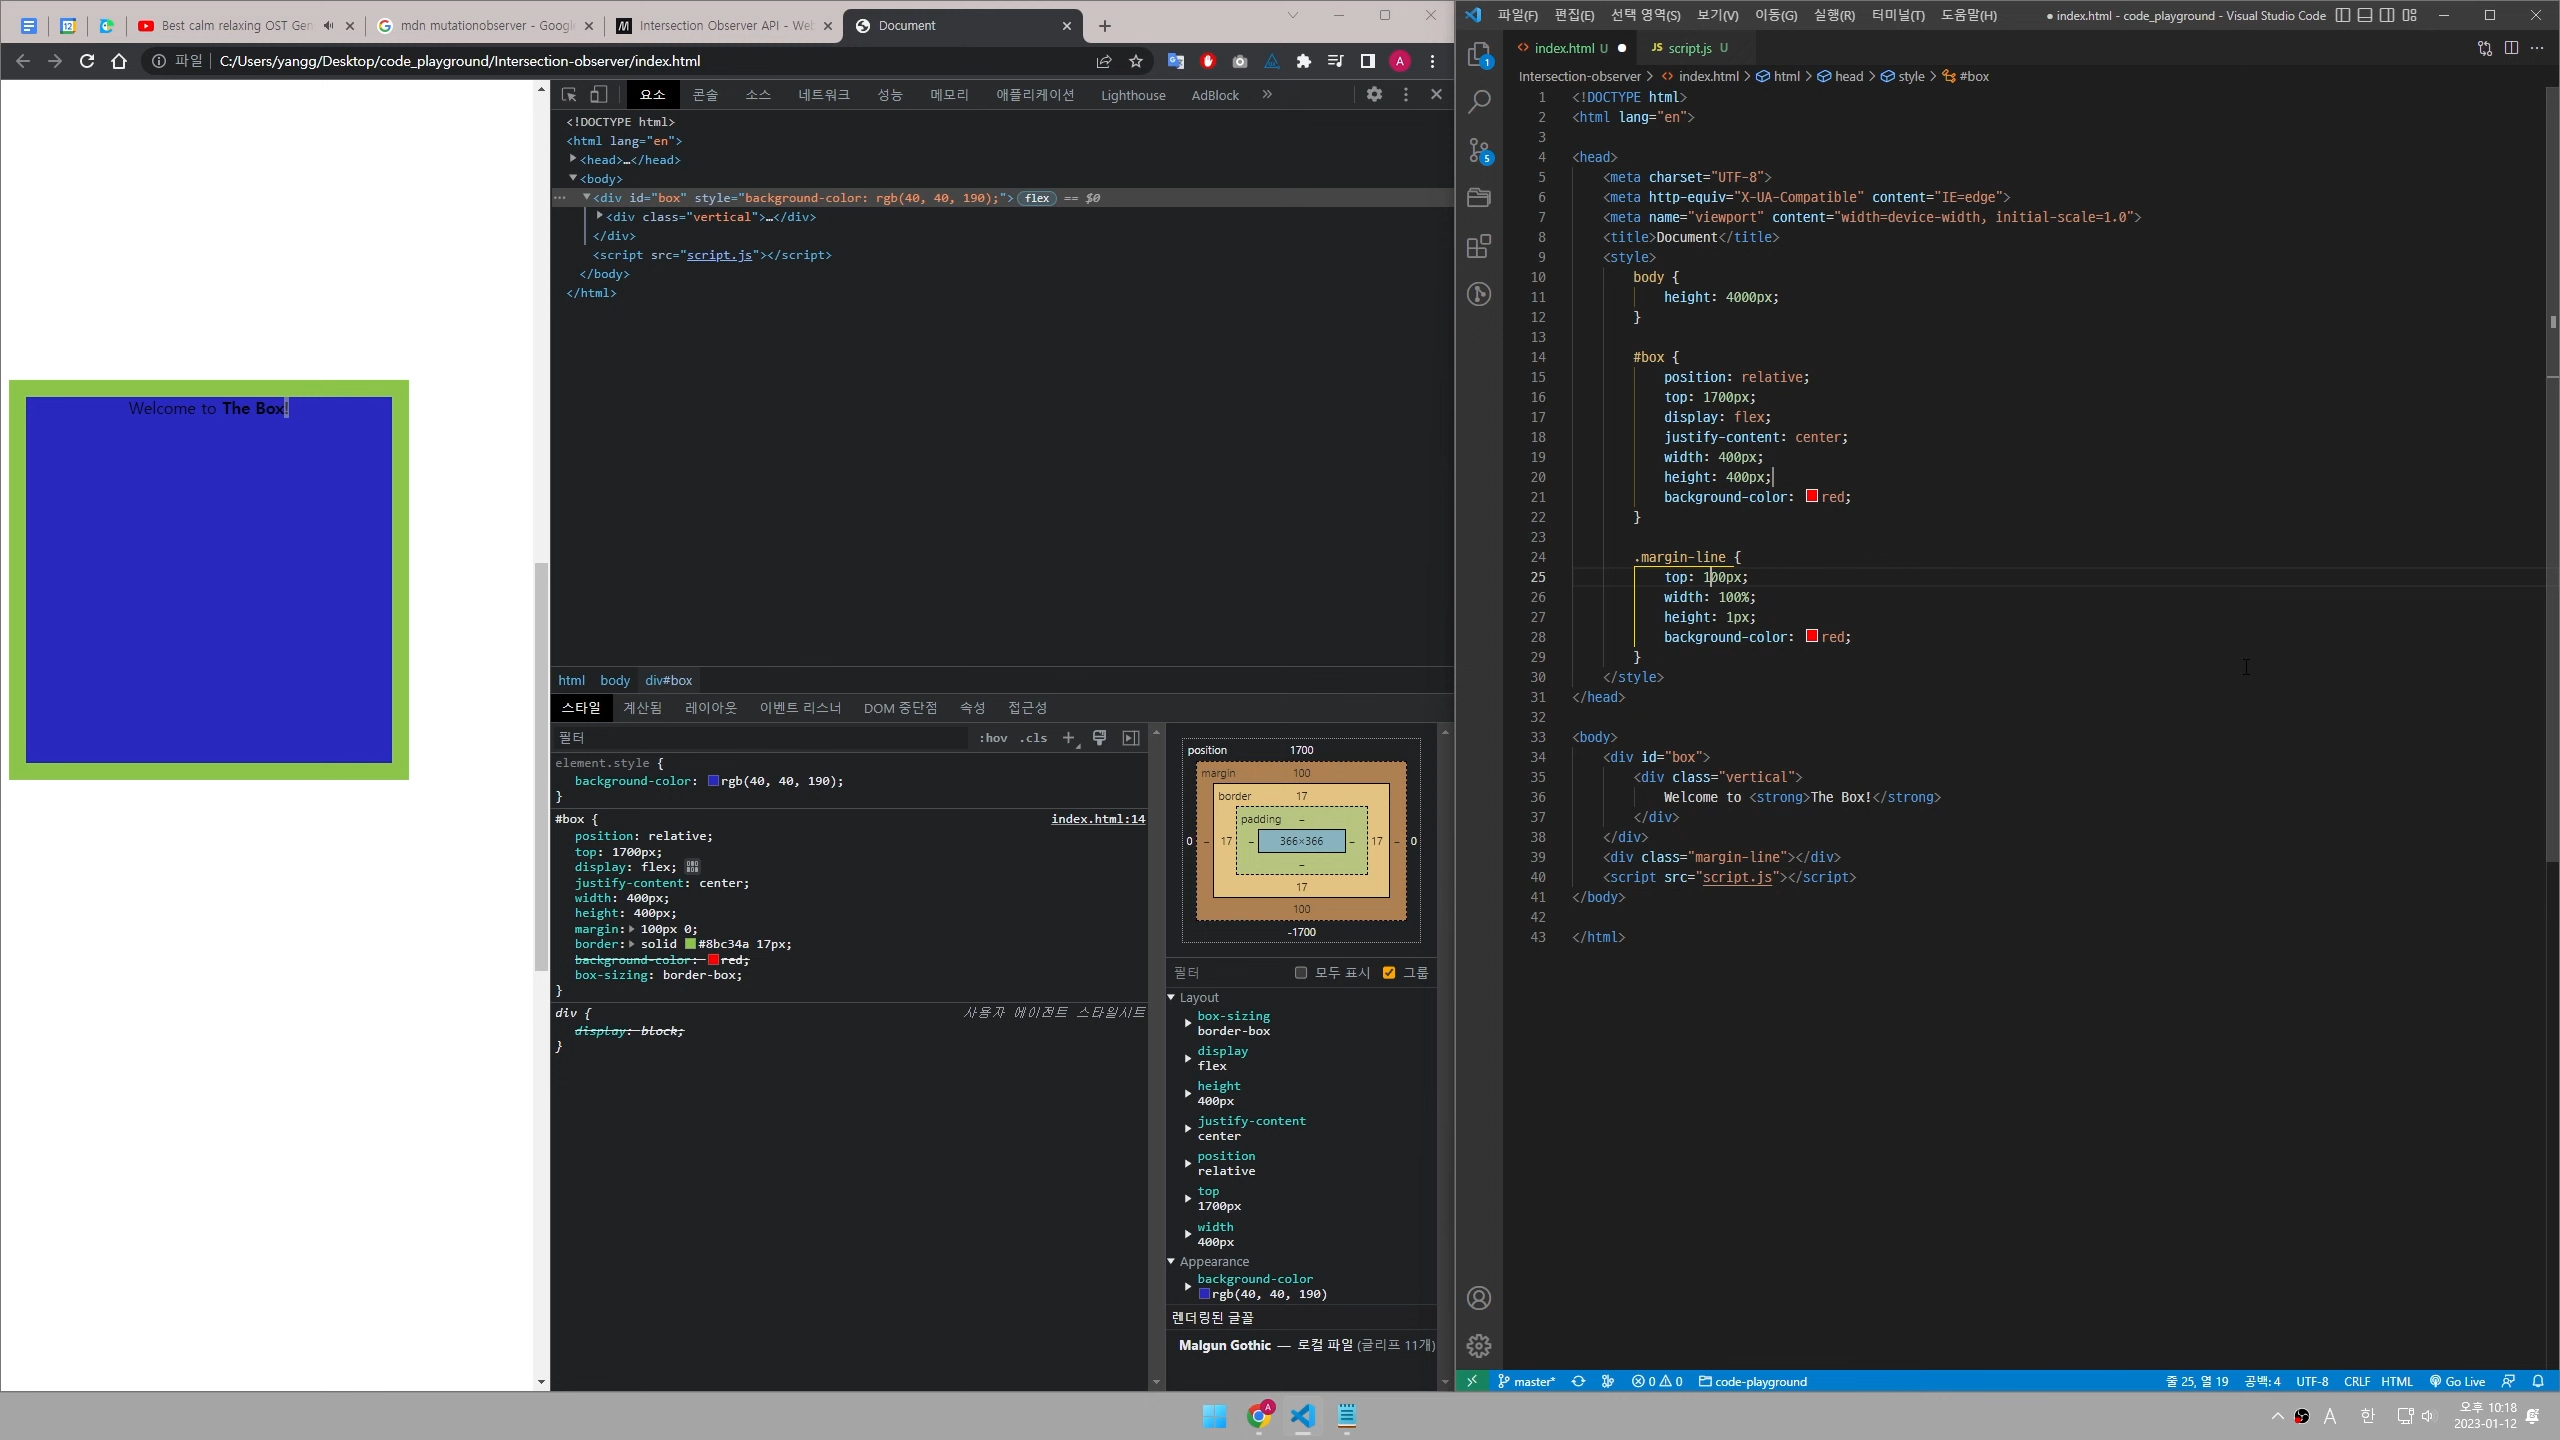 Best calm relaxing OST Gen
mdn mutationobserver - Google
Intersection Observer API - Web
Document
파일
C:/Users/yangg/Desktop/code_playground/Intersection-observer/index.html
A
Welcome to The Box!
요소
콘솔
소스
네트워크
성능
메모리
애플리케이션
Lighthouse
AdBlock
<!DOCTYPE html>
<html lang="en">
<head>…</head>
<body>
<div id="box" style="background-color: rgb(40, 40, 190);"> flex == $0
<div class="vertical">…</div>
</div>
<script src="script.js"></script>
</body>
</html>
html
body
div#box
스타일
계산됨
레이아웃
이벤트 리스너
DOM 중단점
속성
접근성
필터
:hov
.cls
element.style {
background-color: rgb(40, 40, 190);
}
#box {
index.html:14
position: relative;
top: 1700px;
display: flex;
justify-content: center;
width: 400px;
height: 400px;
margin: 100px 0;
border: solid #8bc34a 17px;
background-color: red;
box-sizing: border-box;
}
div {
사용자 에이전트 스타일시트
display: block;
}
position 1700
margin 100
border 17
padding –
0 – 17 – 366×366 – 17 – 0
–
17
100
-1700
필터
모두 표시
그룹
Layout
box-sizing
border-box
display
flex
height
400px
justify-content
center
position
relative
top
1700px
width
400px
Appearance
background-color
rgb(40, 40, 190)
렌더링된 글꼴
Malgun Gothic — 로컬 파일 (글리프 11개)
파일(F)
편집(E)
선택 영역(S)
보기(V)
이동(G)
실행(R)
터미널(T)
도움말(H)
● index.html - code_playground - Visual Studio Code
index.html U
JS script.js U
Intersection-observer > index.html > html > head > style > #box
1
5
1 <!DOCTYPE html>
2 <html lang="en">
3
4 <head>
5 <meta charset="UTF-8">
6 <meta http-equiv="X-UA-Compatible" content="IE=edge">
7 <meta name="viewport" content="width=device-width, initial-scale=1.0">
8 <title>Document</title>
9 <style>
10 body {
11 height: 4000px;
12 }
13
14 #box {
15 position: relative;
16 top: 1700px;
17 display: flex;
18 justify-content: center;
19 width: 400px;
20 height: 400px;
21 background-color: red;
22 }
23
24 .margin-line {
25 top: 100px;
26 width: 100%;
27 height: 1px;
28 background-color: red;
29 }
30 </style>
31 </head>
32
33 <body>
34 <div id="box">
35 <div class="vertical">
36 Welcome to <strong>The Box!</strong>
37 </div>
38 </div>
39 <div class="margin-line"></div>
40 <script src="script.js"></script>
41 </body>
42
43 </html>
master*
0
0
code-playground
줄 25, 열 19
공백: 4
UTF-8
CRLF
HTML
Go Live
A
A
한
오후 10:18
2023-01-12